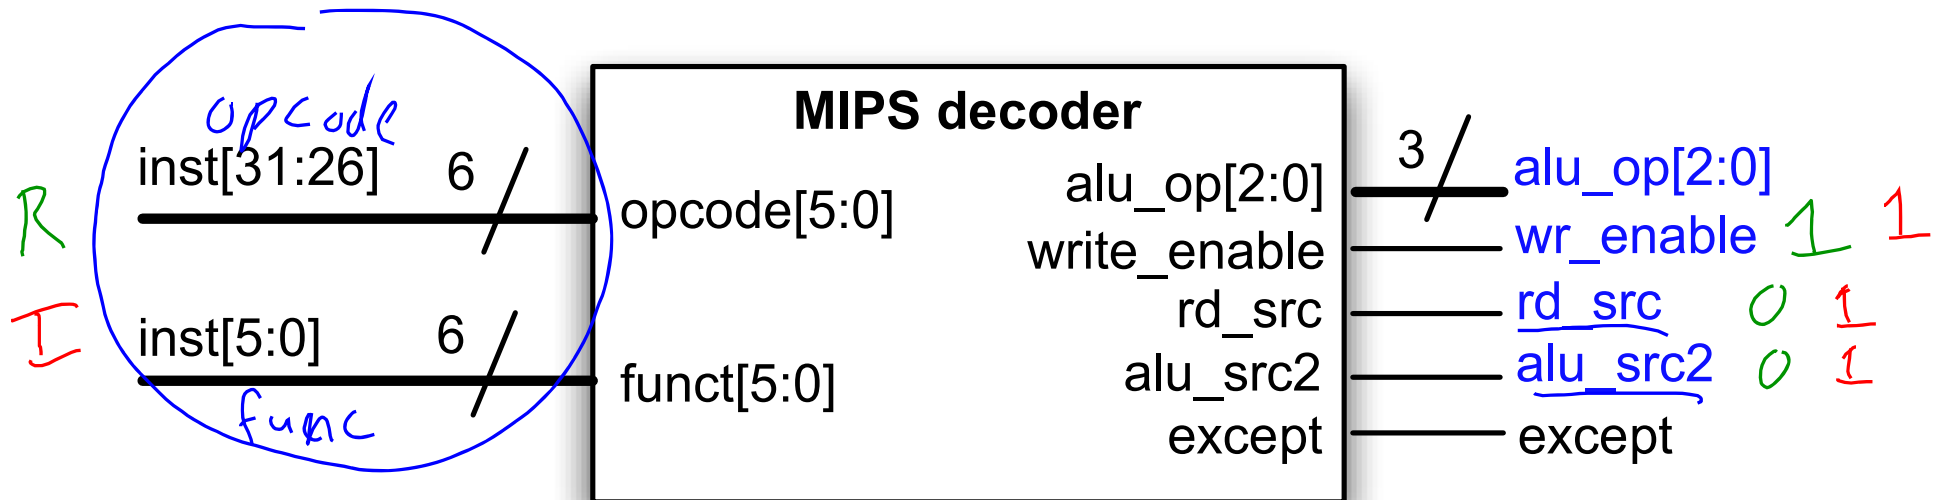 MIPS decoder
opcode
inst[31:26] 6
R
opcode[5:0]
I
inst[5:0] 6
func
funct[5:0]
alu_op[2:0] 3 alu_op[2:0]
write_enable wr_enable 1 1
rd_src rd_src 0 1
alu_src2 alu_src2 0 1
except except